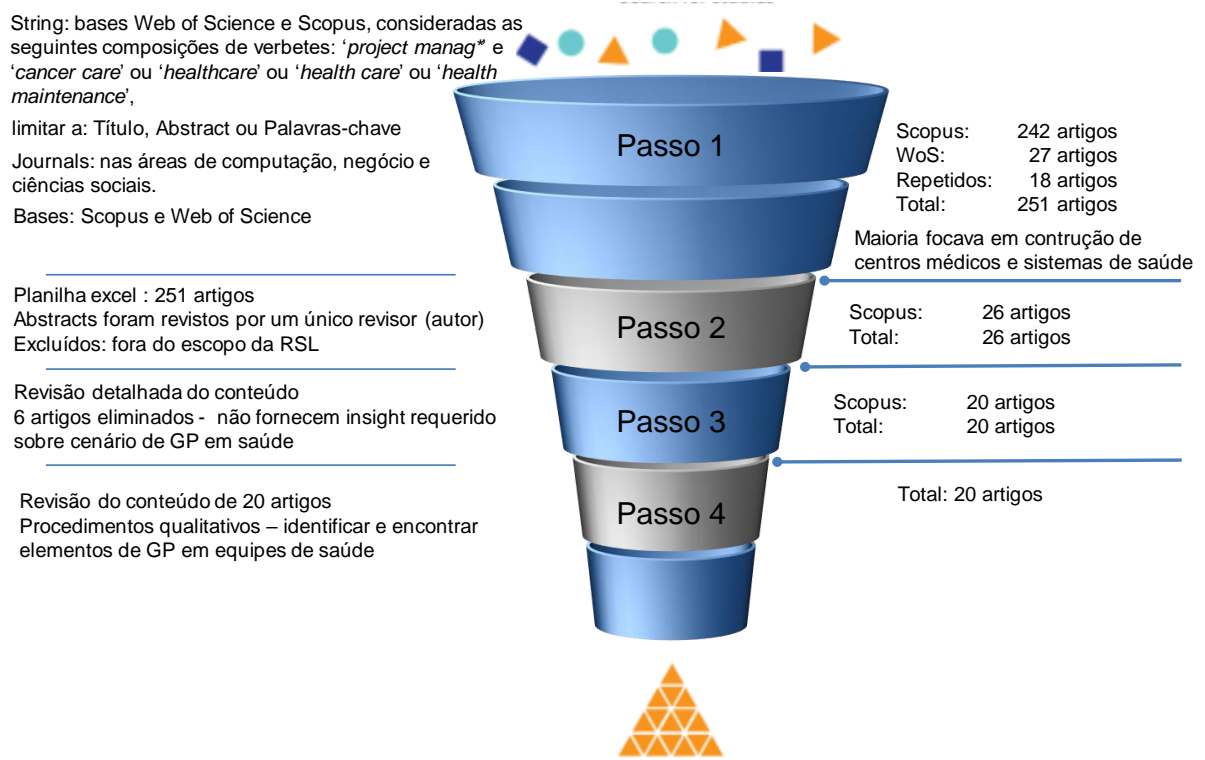 String: bases Web of Science e Scopus, consideradas as
seguintes composições de verbetes: ‘project manag*’ e
‘cancer care’ ou ‘healthcare’ ou ‘health care’ ou ‘health
maintenance’,
limitar a: Título, Abstract ou Palavras-chave
Journals: nas áreas de computação, negócio e
ciências sociais.
Bases: Scopus e Web of Science
Passo 1
Scopus: 242 artigos
WoS: 27 artigos
Repetidos: 18 artigos
Total: 251 artigos
Maioria focava em contrução de
centros médicos e sistemas de saúde
Planilha excel : 251 artigos
Abstracts foram revistos por um único revisor (autor)
Excluídos: fora do escopo da RSL
Passo 2
Scopus: 26 artigos
Total: 26 artigos
Revisão detalhada do conteúdo
6 artigos eliminados - não fornecem insight requerido
sobre cenário de GP em saúde
Passo 3
Scopus: 20 artigos
Total: 20 artigos
Revisão do conteúdo de 20 artigos
Procedimentos qualitativos – identificar e encontrar
elementos de GP em equipes de saúde
Passo 4
Total: 20 artigos